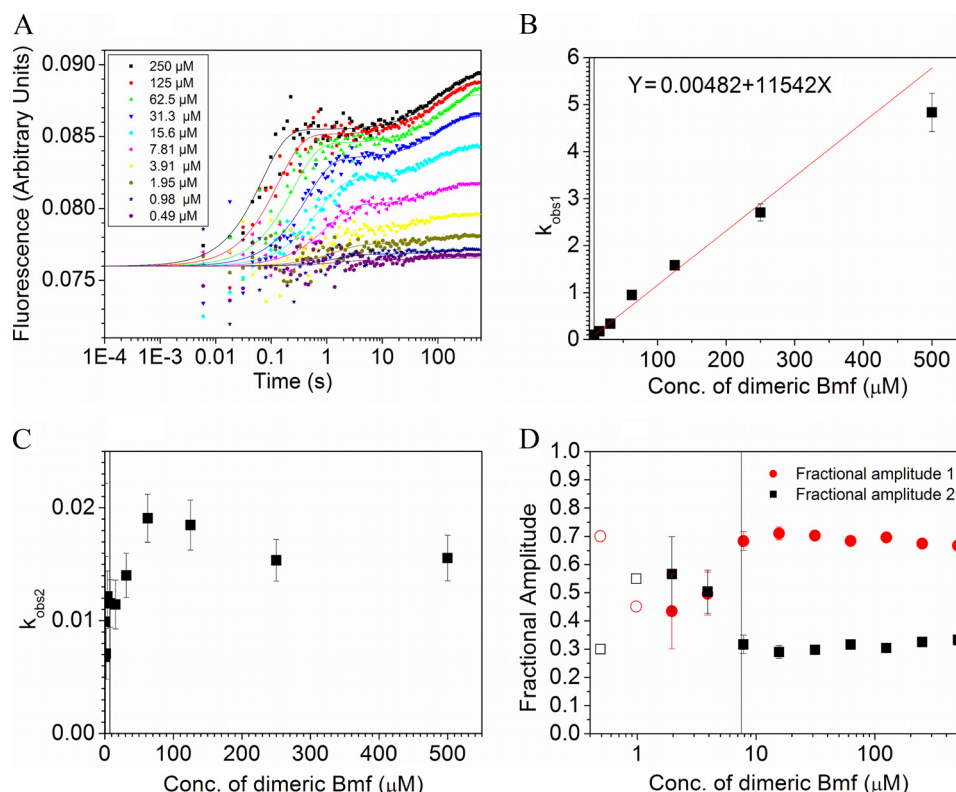 A
Fluorescence (Arbitrary Units)
0.090
0.085
0.080
0.075
250 µM
125 µM
62.5 µM
31.3 µM
15.6 µM
7.81 µM
3.91 µM
1.95 µM
0.98 µM
0.49 µM
1E-4 1E-3 0.01 0.1 1 10 100
Time (s)
B
Y=0.00482+11542X
k obs1
6
5
4
3
2
1
0
100 200 300 400 500
Conc. of dimeric Bmf (µM)
C
k obs2
0.02
0.01
0.00
0 100 200 300 400 500
Conc. of dimeric Bmf (µM)
D
Fractional Amplitude
1.0
0.9
0.8
0.7
0.6
0.5
0.4
0.3
0.2
0.1
0.0
Fractional amplitude 1
Fractional amplitude 2
1 10 100
Conc. of dimeric Bmf (µM)